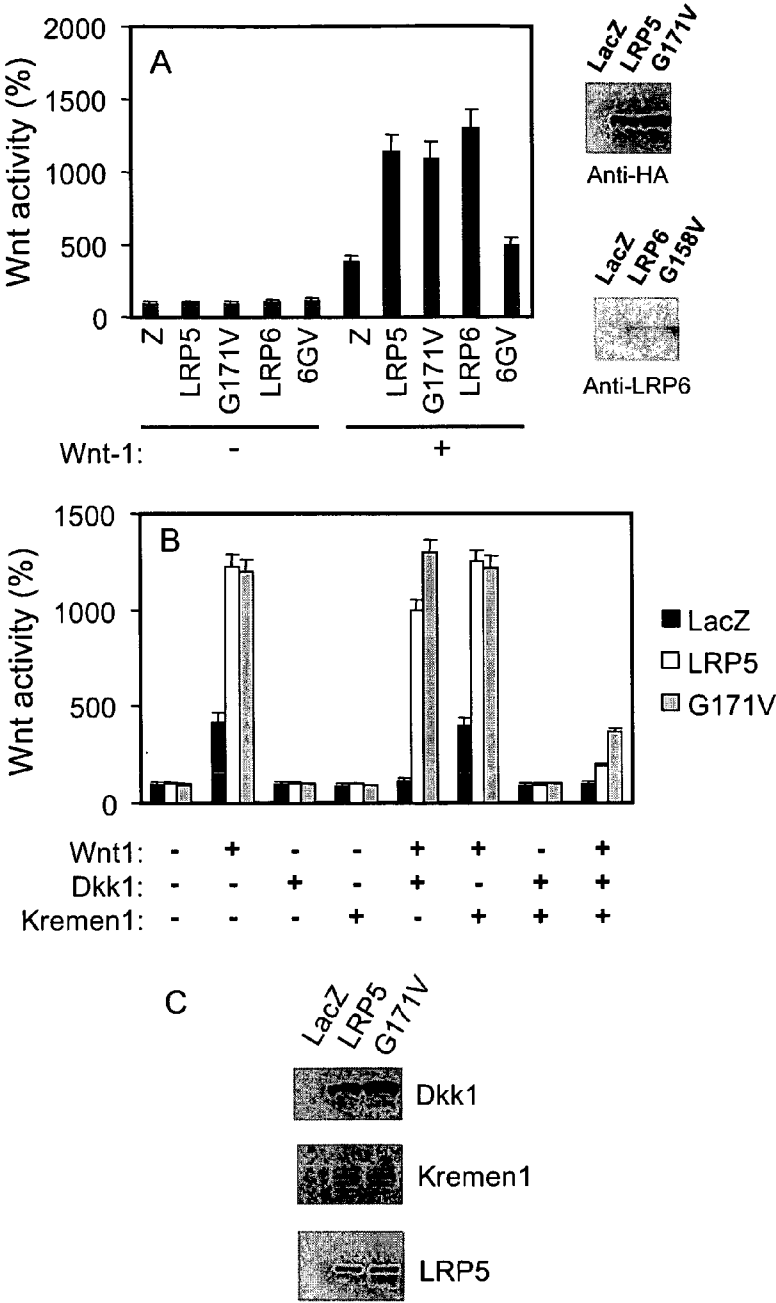 A
Wnt activity (%)
2000
1500
1000
500
0
Z
LRP5
G171V
LRP6
6GV
Z
LRP5
G171V
LRP6
6GV
Wnt-1: - +
LacZ
LRP5
G171V
Anti-HA
LacZ
LRP6
G158V
Anti-LRP6
B
Wnt activity (%)
1500
1000
500
0
LacZ
LRP5
G171V
Wnt1: - + - - + + - +
Dkk1: - - + - + - + +
Kremen1: - - - + - + + +
C
LacZ
LRP5
G171V
Dkk1
Kremen1
LRP5